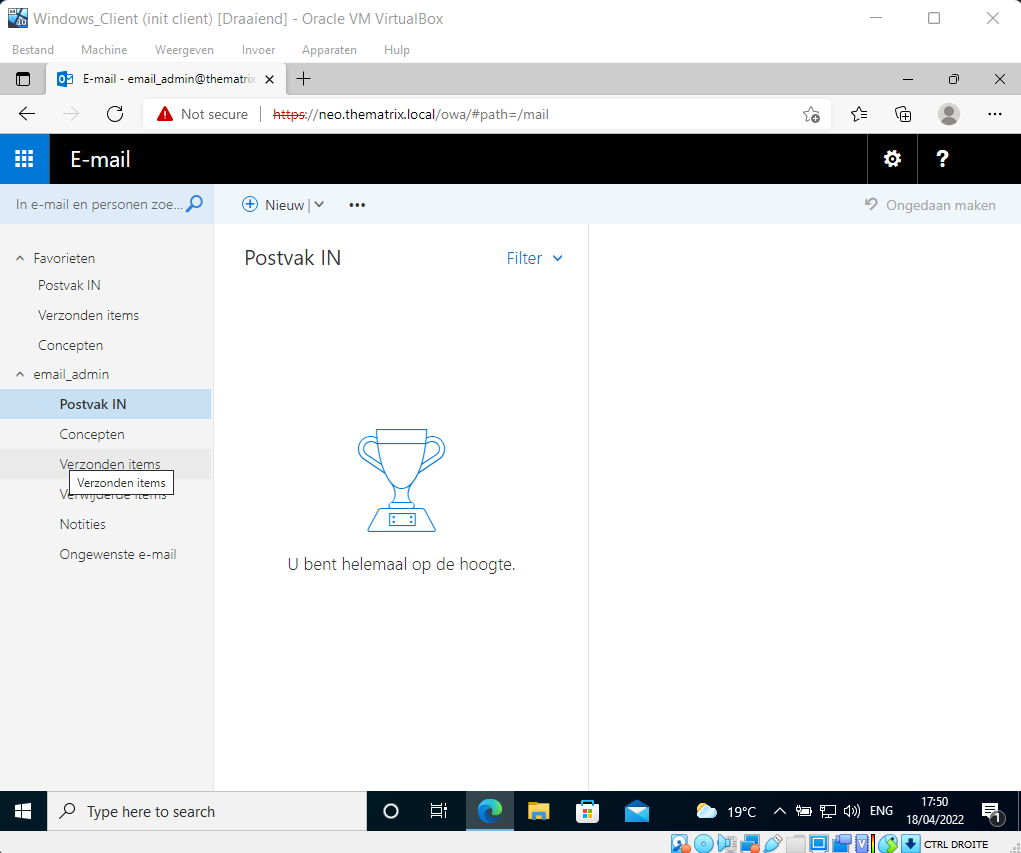 Windows_Client (init client) [Draaiend] - Oracle VM VirtualBox
Bestand Machine Weergeven Invoer Apparaten Hulp
E-mail - email_admin@thematrix
Not secure https://neo.thematrix.local/owa/#path=/mail
E-mail ?
In e-mail en personen zoe... Nieuw ... Ongedaan maken
Favorieten
Postvak IN Filter
Postvak IN
Verzonden items
Concepten
email_admin
Postvak IN
Concepten
Verzonden items
Verzonden items
Verwijderde items
Notities
Ongewenste e-mail
U bent helemaal op de hoogte.
Type here to search
19°C ENG 17:50
18/04/2022
1
CTRL DROITE